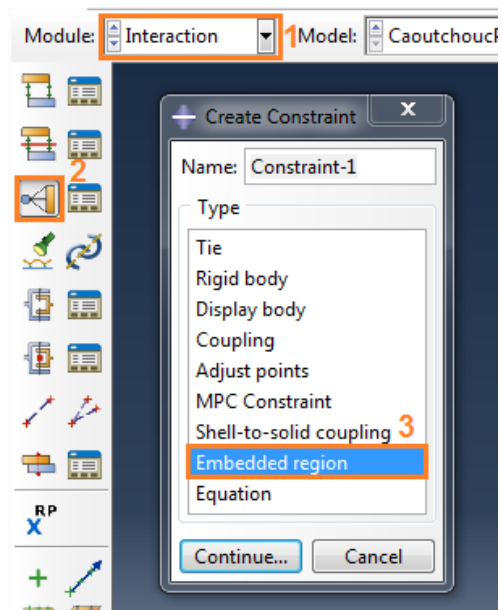 Module: Interaction 1 Model: Caoutchouc
2
Create Constraint X
Name: Constraint-1
Type
Tie
Rigid body
Display body
Coupling
Adjust points
MPC Constraint
Shell-to-solid coupling 3
Embedded region
Equation
RP
X
Continue... Cancel